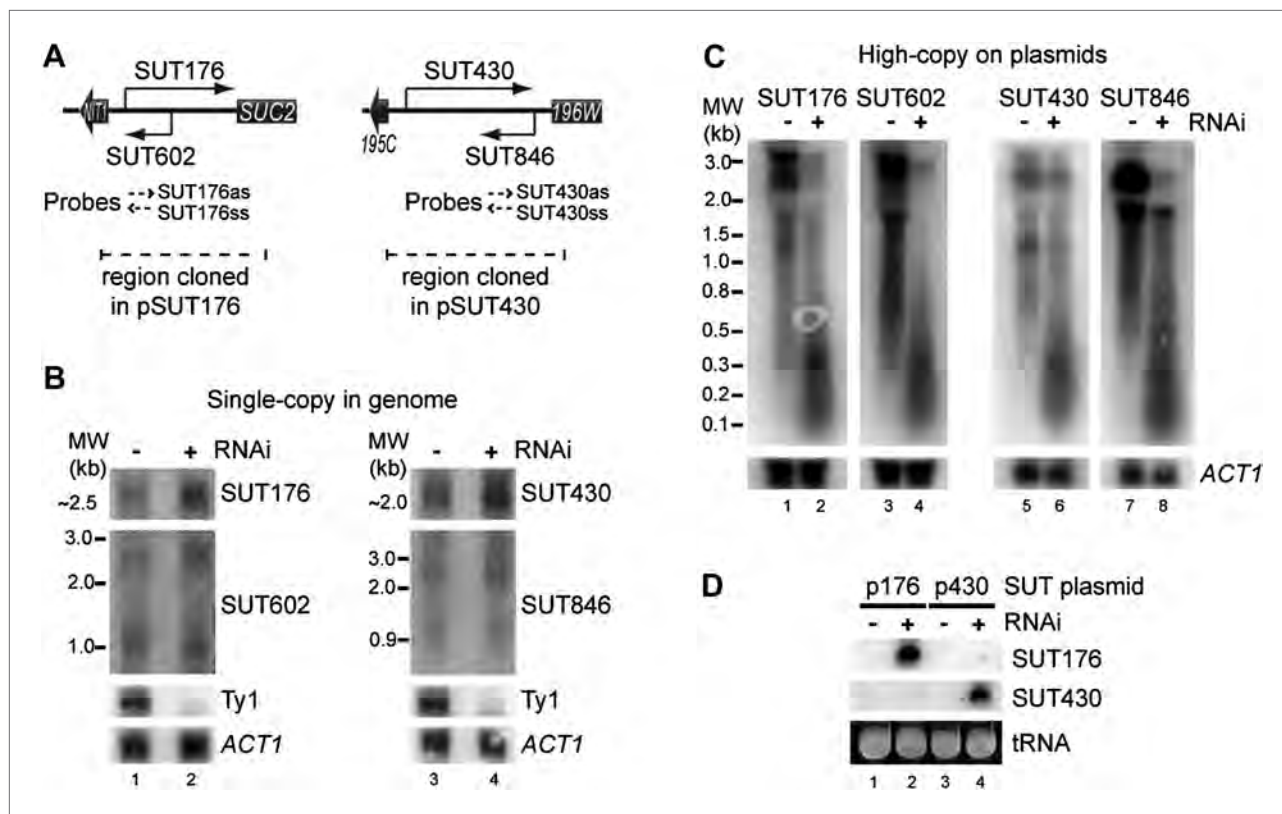 A
SUT176
NIT1
SUC2
SUT602
Probes
SUT176as
SUT176ss
region cloned
in pSUT176
SUT430
195C
196W
SUT846
Probes
SUT430as
SUT430ss
region cloned
in pSUT430
B
Single-copy in genome
MW
(kb)
- + RNAi
~2.5
SUT176
3.0
2.0
1.0
SUT602
Ty1
ACT1
1 2
MW
(kb)
- + RNAi
~2.0
SUT430
3.0
2.0
0.9
SUT846
Ty1
ACT1
3 4
C
High-copy on plasmids
MW
(kb)
SUT176 SUT602 SUT430 SUT846
- + - + - + - + RNAi
3.0
2.0
1.5
1.0
0.8
0.5
0.3
0.2
0.1
ACT1
1 2 3 4 5 6 7 8
D
p176 p430 SUT plasmid
- + - + RNAi
SUT176
SUT430
tRNA
1 2 3 4